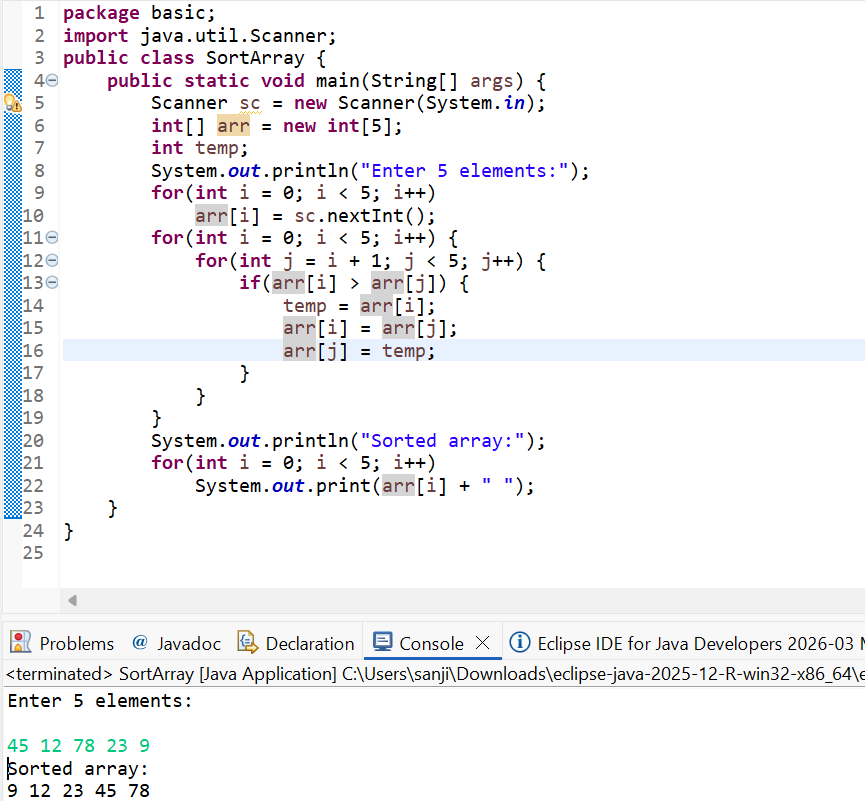 1 package basic;
2 import java.util.Scanner;
3 public class SortArray {
4     public static void main(String[] args) {
5         Scanner sc = new Scanner(System.in);
6         int[] arr = new int[5];
7         int temp;
8         System.out.println("Enter 5 elements:");
9         for(int i = 0; i < 5; i++)
10             arr[i] = sc.nextInt();
11         for(int i = 0; i < 5; i++) {
12             for(int j = i + 1; j < 5; j++) {
13                 if(arr[i] > arr[j]) {
14                     temp = arr[i];
15                     arr[i] = arr[j];
16                     arr[j] = temp;
17                 }
18             }
19         }
20         System.out.println("Sorted array:");
21         for(int i = 0; i < 5; i++)
22             System.out.print(arr[i] + " ");
23     }
24 }
25
Problems @ Javadoc Declaration Console Eclipse IDE for Java Developers 2026-03
<terminated> SortArray [Java Application] C:\Users\sanji\Downloads\eclipse-java-2025-12-R-win32-x86_64\e
Enter 5 elements:
45 12 78 23 9
Sorted array:
9 12 23 45 78